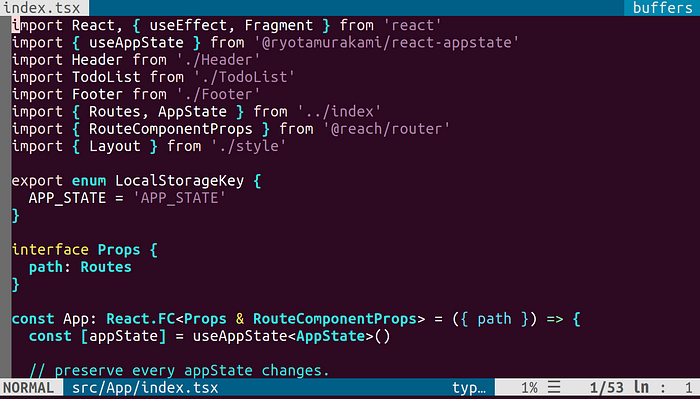 index.tsx buffers
import React, { useEffect, Fragment } from 'react'
import { useAppState } from '@ryotamurakami/react-appstate'
import Header from './Header'
import TodoList from './TodoList'
import Footer from './Footer'
import { Routes, AppState } from '../index'
import { RouteComponentProps } from '@reach/router'
import { Layout } from './style'

export enum LocalStorageKey {
  APP_STATE = 'APP_STATE'
}

interface Props {
  path: Routes
}

const App: React.FC<Props & RouteComponentProps> = ({ path }) => {
  const [appState] = useAppState<AppState>()

  // preserve every appState changes.
NORMAL src/App/index.tsx typ… 1% ☰ 1/53 ln : 1